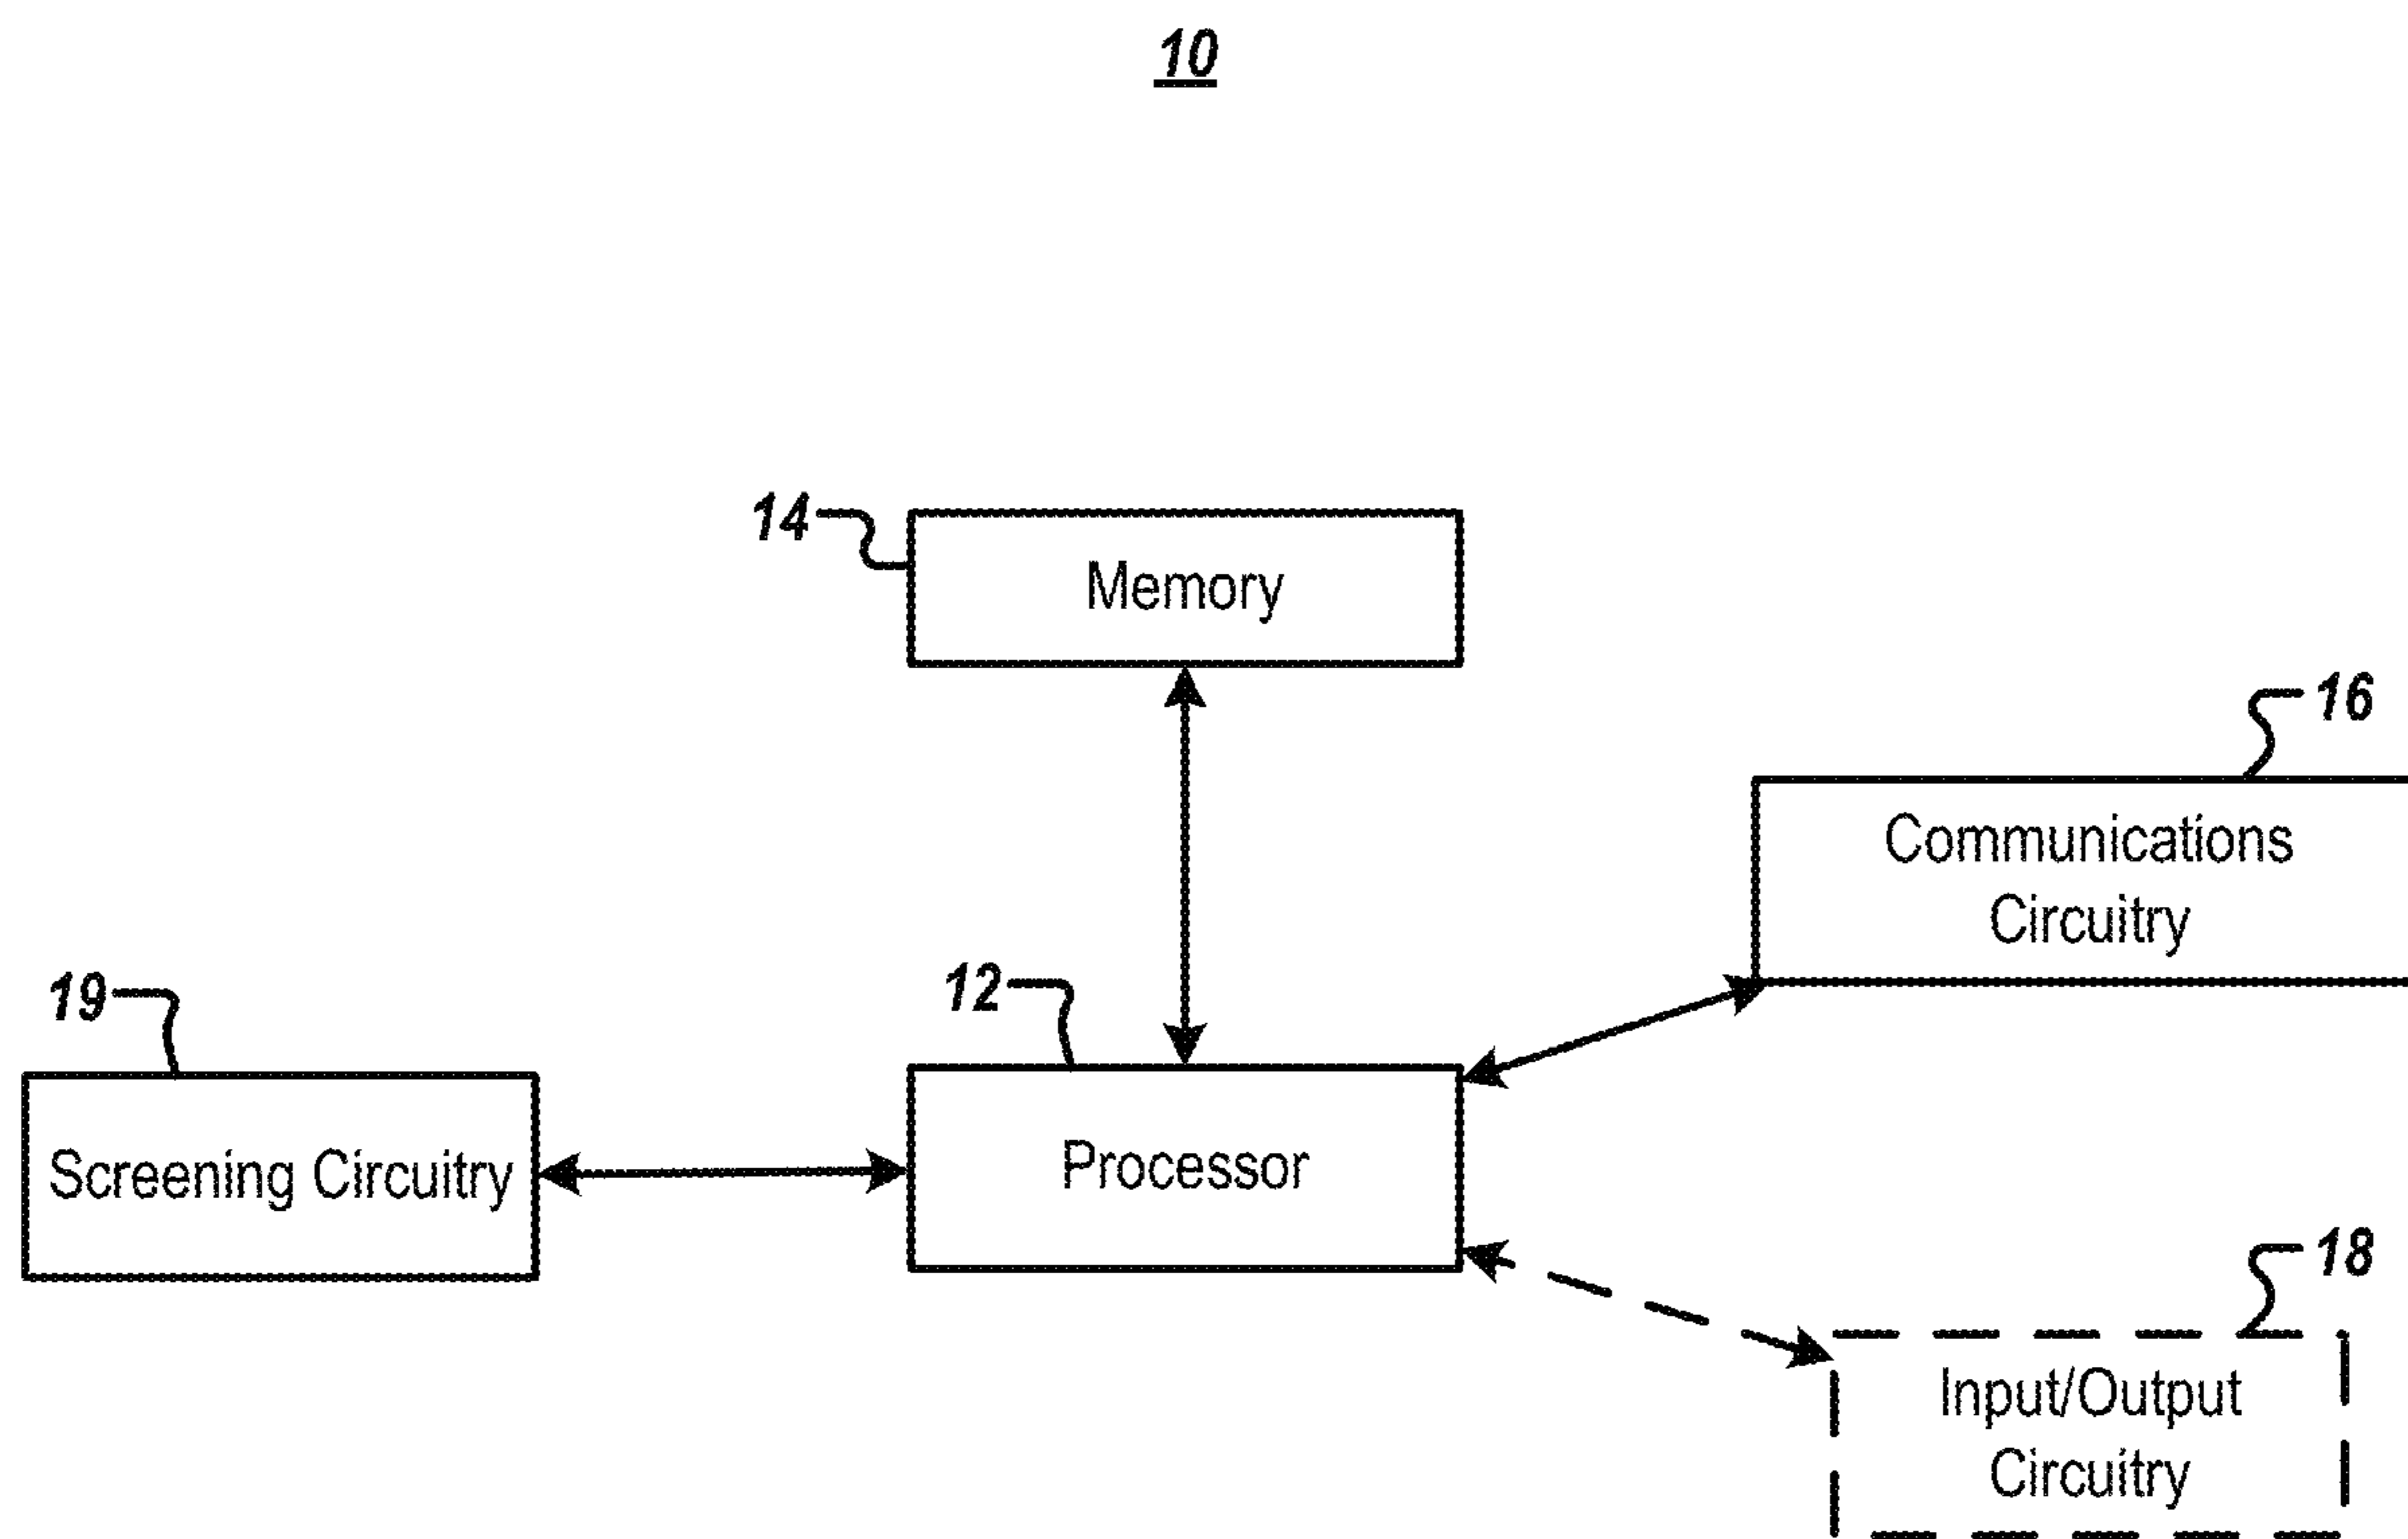 10
14
Memory
16
Communications
Circuitry
19
12
Screening Circuitry
Processor
18
Input/Output
Circuitry